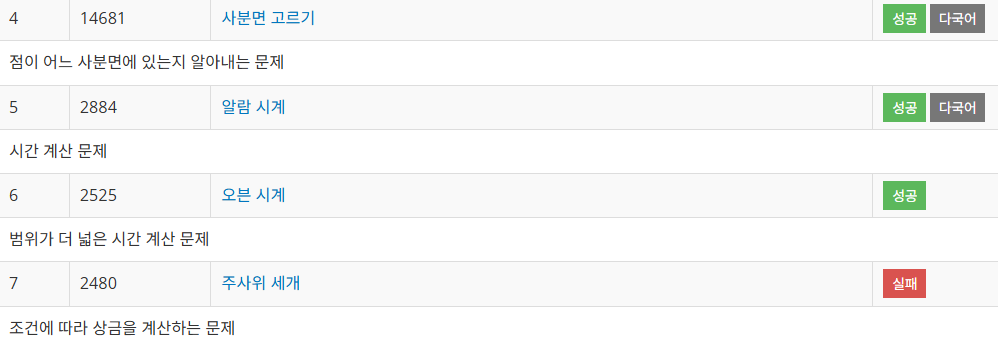 4 14681 사분면 고르기 성공 다국어
점이 어느 사분면에 있는지 알아내는 문제
5 2884 알람 시계 성공 다국어
시간 계산 문제
6 2525 오븐 시계 성공
범위가 더 넓은 시간 계산 문제
7 2480 주사위 세개 실패
조건에 따라 상금을 계산하는 문제